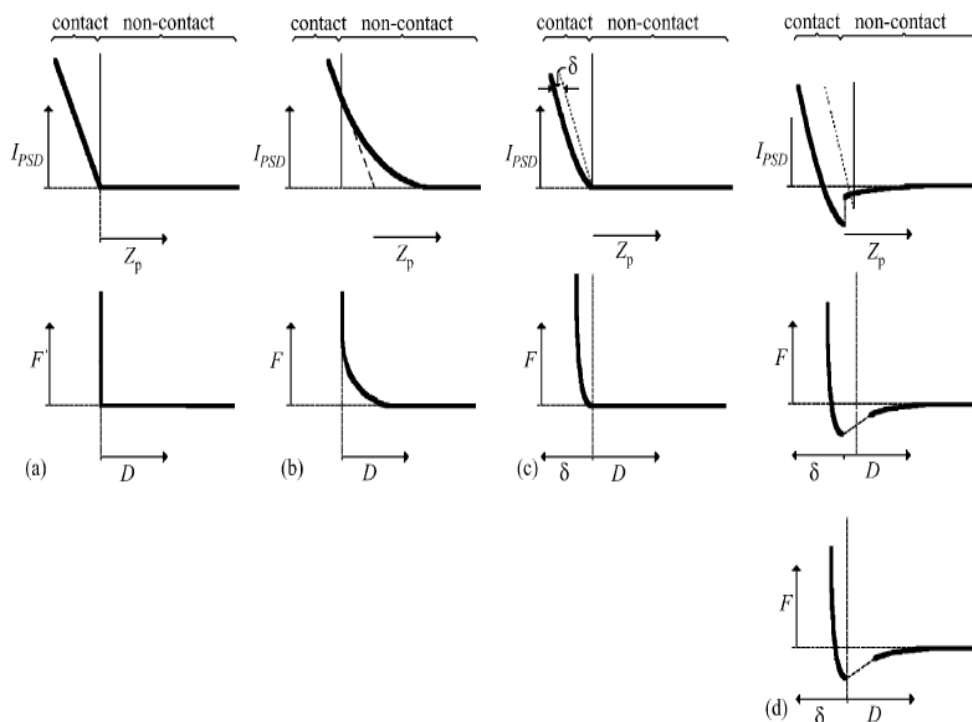 contact non-contact contact non-contact contact non-contact contact non-contact
δ
I_PSD I_PSD I_PSD I_PSD
Z_p Z_p Z_p Z_p
F' F F F
(a) D (b) D (c) δ D δ D
F
(d)
δ D